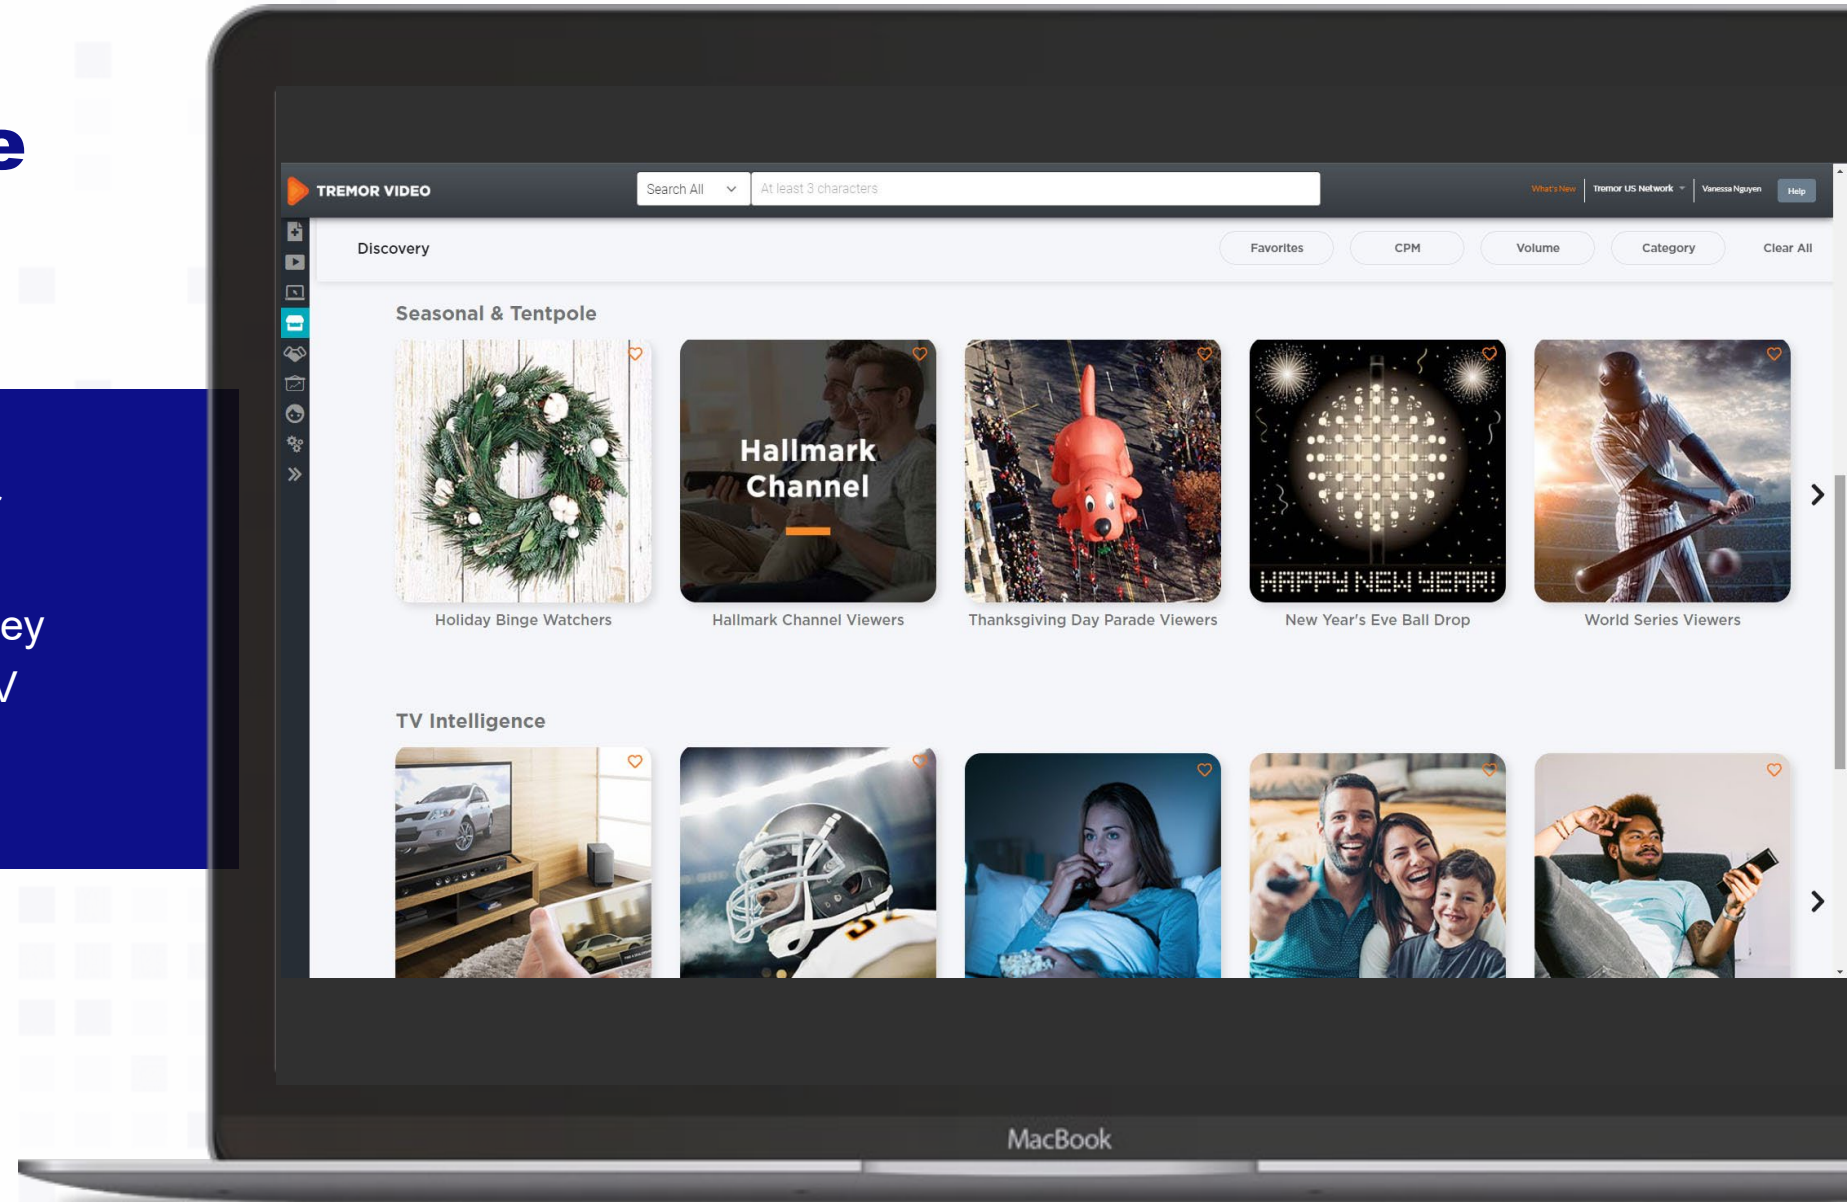 e
ey
V
TREMOR VIDEO
Search All
At least 3 characters
What's New
Tremor US Network
Vanessa Nguyen
Help
Discovery
Favorites
CPM
Volume
Category
Clear All
Seasonal & Tentpole
Hallmark
Channel
HAPPY NEW YEAR!
Holiday Binge Watchers
Hallmark Channel Viewers
Thanksgiving Day Parade Viewers
New Year's Eve Ball Drop
World Series Viewers
TV Intelligence
MacBook